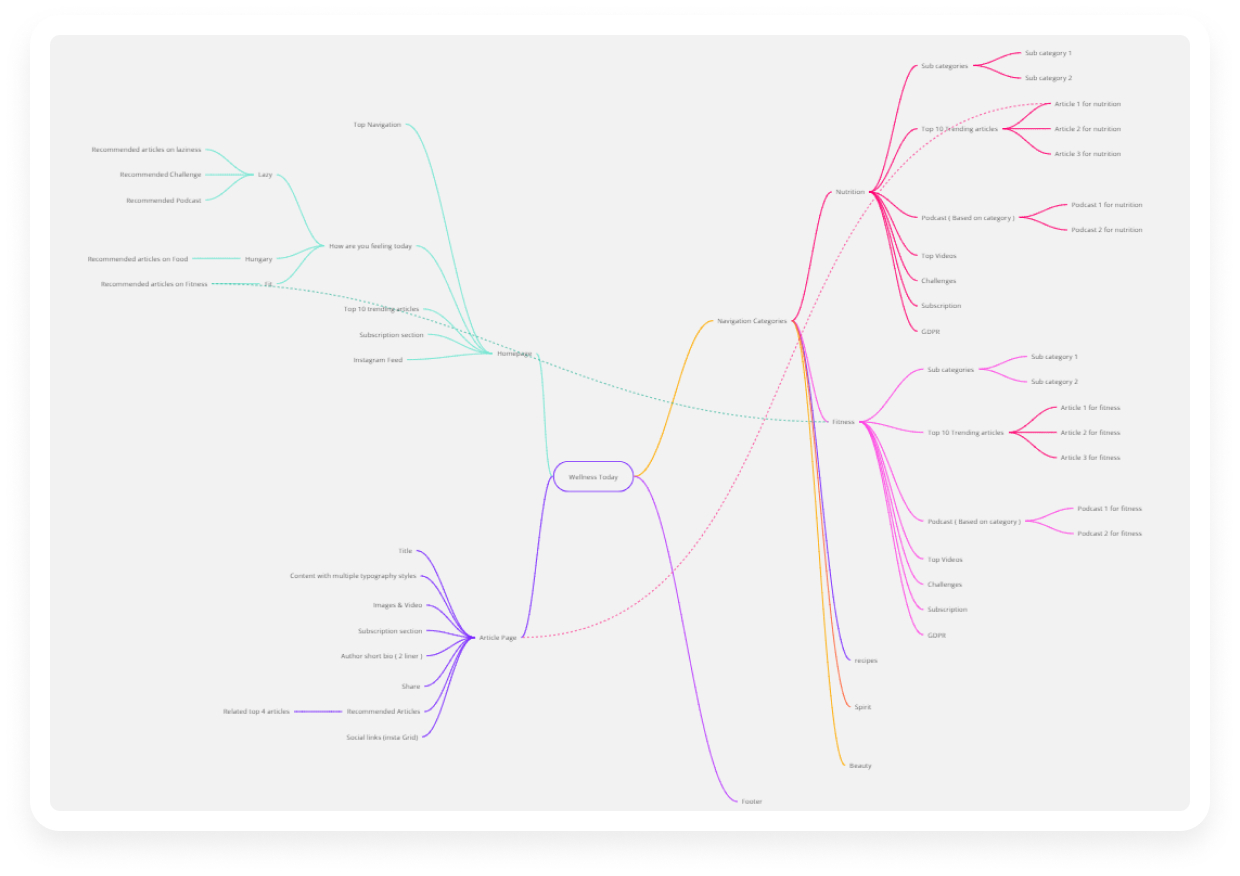 Wellness Today
Homepage
Top Navigation
How are you feeling today
Lazy
Recommended articles on laziness
Recommended Challenge
Recommended Podcast
Hungary
Recommended articles on Food
Fit
Recommended articles on Fitness
Top 10 trending articles
Subscription section
Instagram Feed
Article Page
Title
Content with multiple typography styles
Images & Video
Subscription section
Author short bio ( 2 liner )
Share
Recommended Articles
Related top 4 articles
Social links (insta Grid)
Navigation Categories
Nutrition
Sub categories
Sub category 1
Sub category 2
Top 10 Trending articles
Article 1 for nutrition
Article 2 for nutrition
Article 3 for nutrition
Podcast ( Based on category )
Podcast 1 for nutrition
Podcast 2 for nutrition
Top Videos
Challenges
Subscription
GDPR
Fitness
Sub categories
Sub category 1
Sub category 2
Top 10 Trending articles
Article 1 for fitness
Article 2 for fitness
Article 3 for fitness
Podcast ( Based on category )
Podcast 1 for fitness
Podcast 2 for fitness
Top Videos
Challenges
Subscription
GDPR
recipes
Spirit
Beauty
Footer